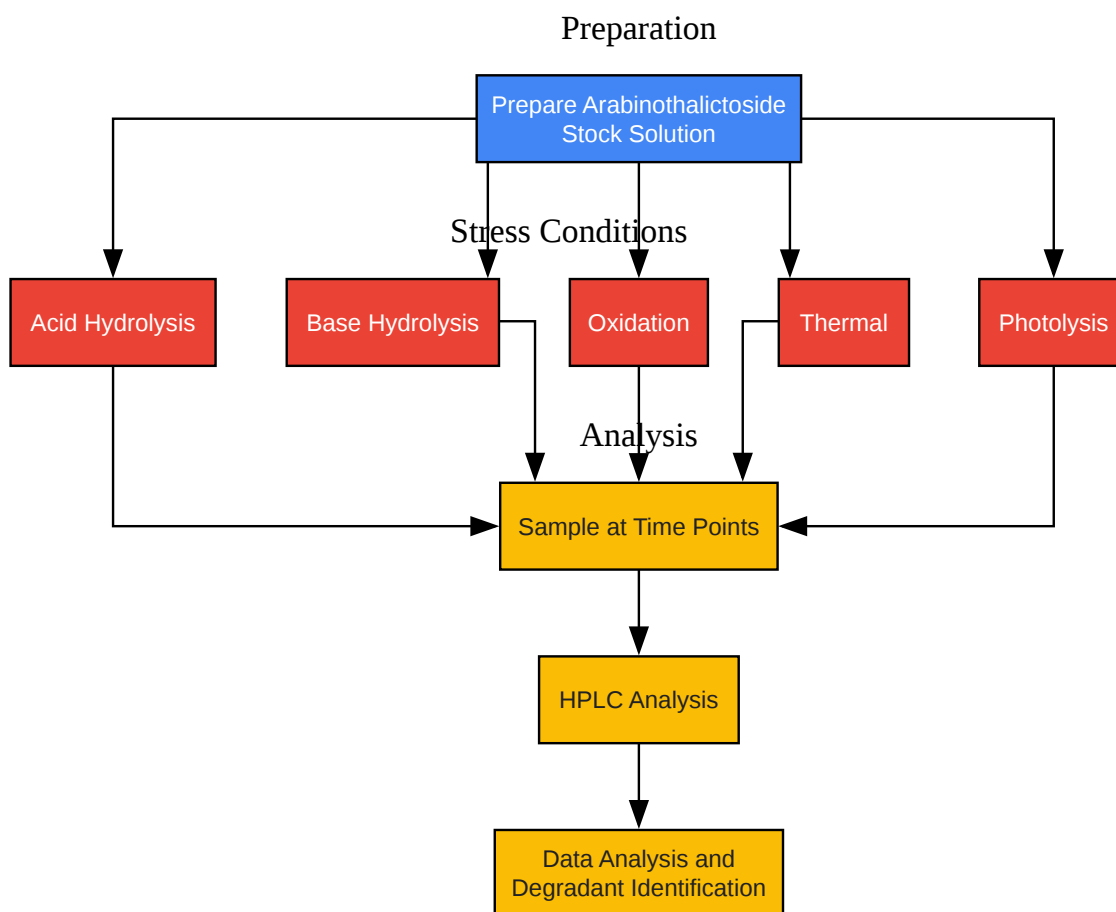 Preparation
Prepare Arabinothalictoside
Stock Solution
Stress Conditions
Acid Hydrolysis
Base Hydrolysis
Oxidation
Thermal
Photolysis
Analysis
Sample at Time Points
HPLC Analysis
Data Analysis and
Degradant Identification